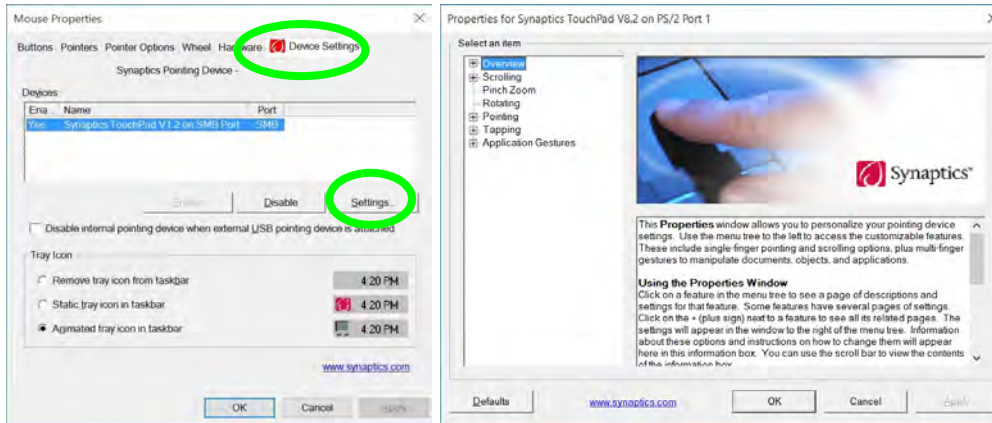 Mouse Properties
Buttons Pointers Pointer Options Wheel Hardware Device Settings
Synaptics Pointing Device -
Devices:
Ena... Name Port
Yes Synaptics TouchPad V1.2 on SMB Port SMB
Enable Disable Settings...
Disable internal pointing device when external USB pointing device is attached
Tray Icon
Remove tray icon from taskbar 4:20 PM
Static tray icon in taskbar 4:20 PM
Animated tray icon in taskbar 4:20 PM
www.synaptics.com
OK Cancel Apply
Properties for Synaptics TouchPad V8.2 on PS/2 Port 1
Select an item
Overview
Scrolling
Pinch Zoom
Rotating
Pointing
Tapping
Application Gestures
Synaptics™
This Properties window allows you to personalize your pointing device
settings. Use the menu tree to the left to access the customizable features.
These include single-finger pointing and scrolling options, plus multi-finger
gestures to manipulate documents, objects, and applications.
Using the Properties Window
Click on a feature in the menu tree to see a page of descriptions and
settings for that feature. Some features have several pages of settings.
Click on the + (plus sign) next to a feature to see all its related pages. The
settings will appear in the window to the right of the menu tree. Information
about these options and instructions on how to change them will appear
here in this information box. You can use the scroll bar to view the contents
of the information box.
Defaults www.synaptics.com OK Cancel Apply